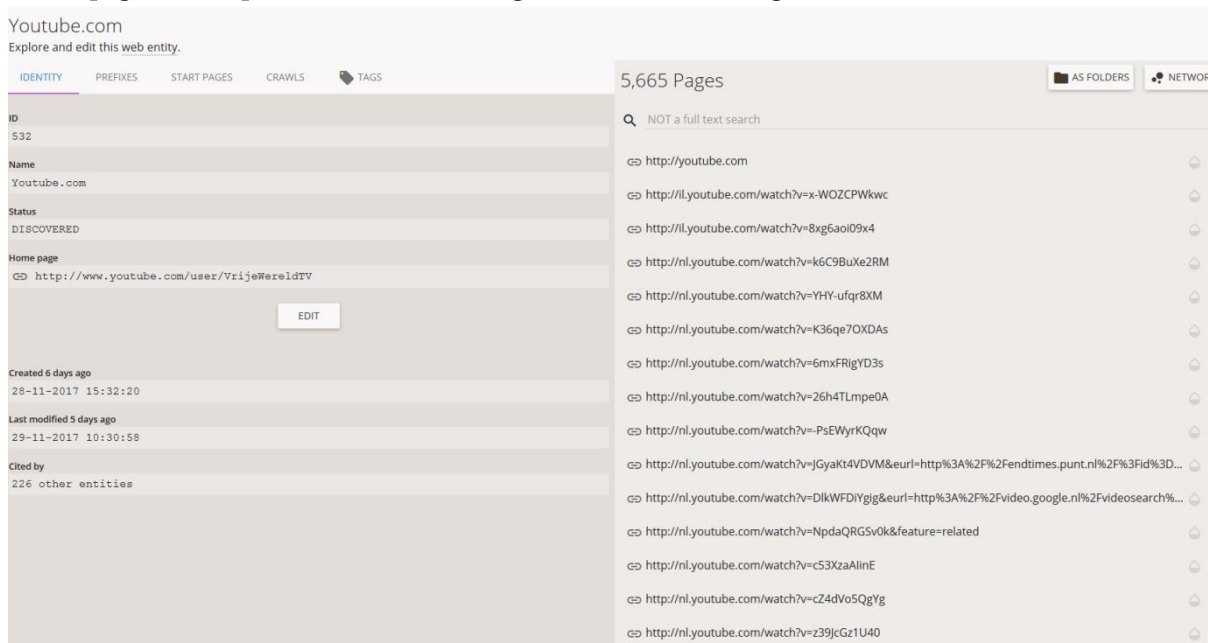 Youtube.com
Explore and edit this web entity.
IDENTITY PREFIXES START PAGES CRAWLS TAGS
ID
532
Name
Youtube.com
Status
DISCOVERED
Home page
http://www.youtube.com/user/VrijeWereldTV
EDIT
Created 6 days ago
28-11-2017 15:32:20
Last modified 5 days ago
29-11-2017 10:30:58
Cited by
226 other entities
5,665 Pages
AS FOLDERS NETWOR
NOT a full text search
http://youtube.com
http://il.youtube.com/watch?v=x-WOZCPWkwc
http://il.youtube.com/watch?v=8xg6aoi09x4
http://nl.youtube.com/watch?v=k6C9BuXe2RM
http://nl.youtube.com/watch?v=YHY-ufqr8XM
http://nl.youtube.com/watch?v=K36qe7OXDAs
http://nl.youtube.com/watch?v=6mxFRigYD3s
http://nl.youtube.com/watch?v=26h4TLmpe0A
http://nl.youtube.com/watch?v=-PsEWyrKQqw
http://nl.youtube.com/watch?v=JGyaKt4VDVM&eurl=http%3A%2F%2Fendtimes.punt.nl%2F%3Fid%3D...
http://nl.youtube.com/watch?v=DlkWFDiYgig&eurl=http%3A%2F%2Fvideo.google.nl%2Fvideosearch%...
http://nl.youtube.com/watch?v=NpdaQRGSv0k&feature=related
http://nl.youtube.com/watch?v=c53XzaAIinE
http://nl.youtube.com/watch?v=cZ4dVo5QgYg
http://nl.youtube.com/watch?v=z39JcGz1U40